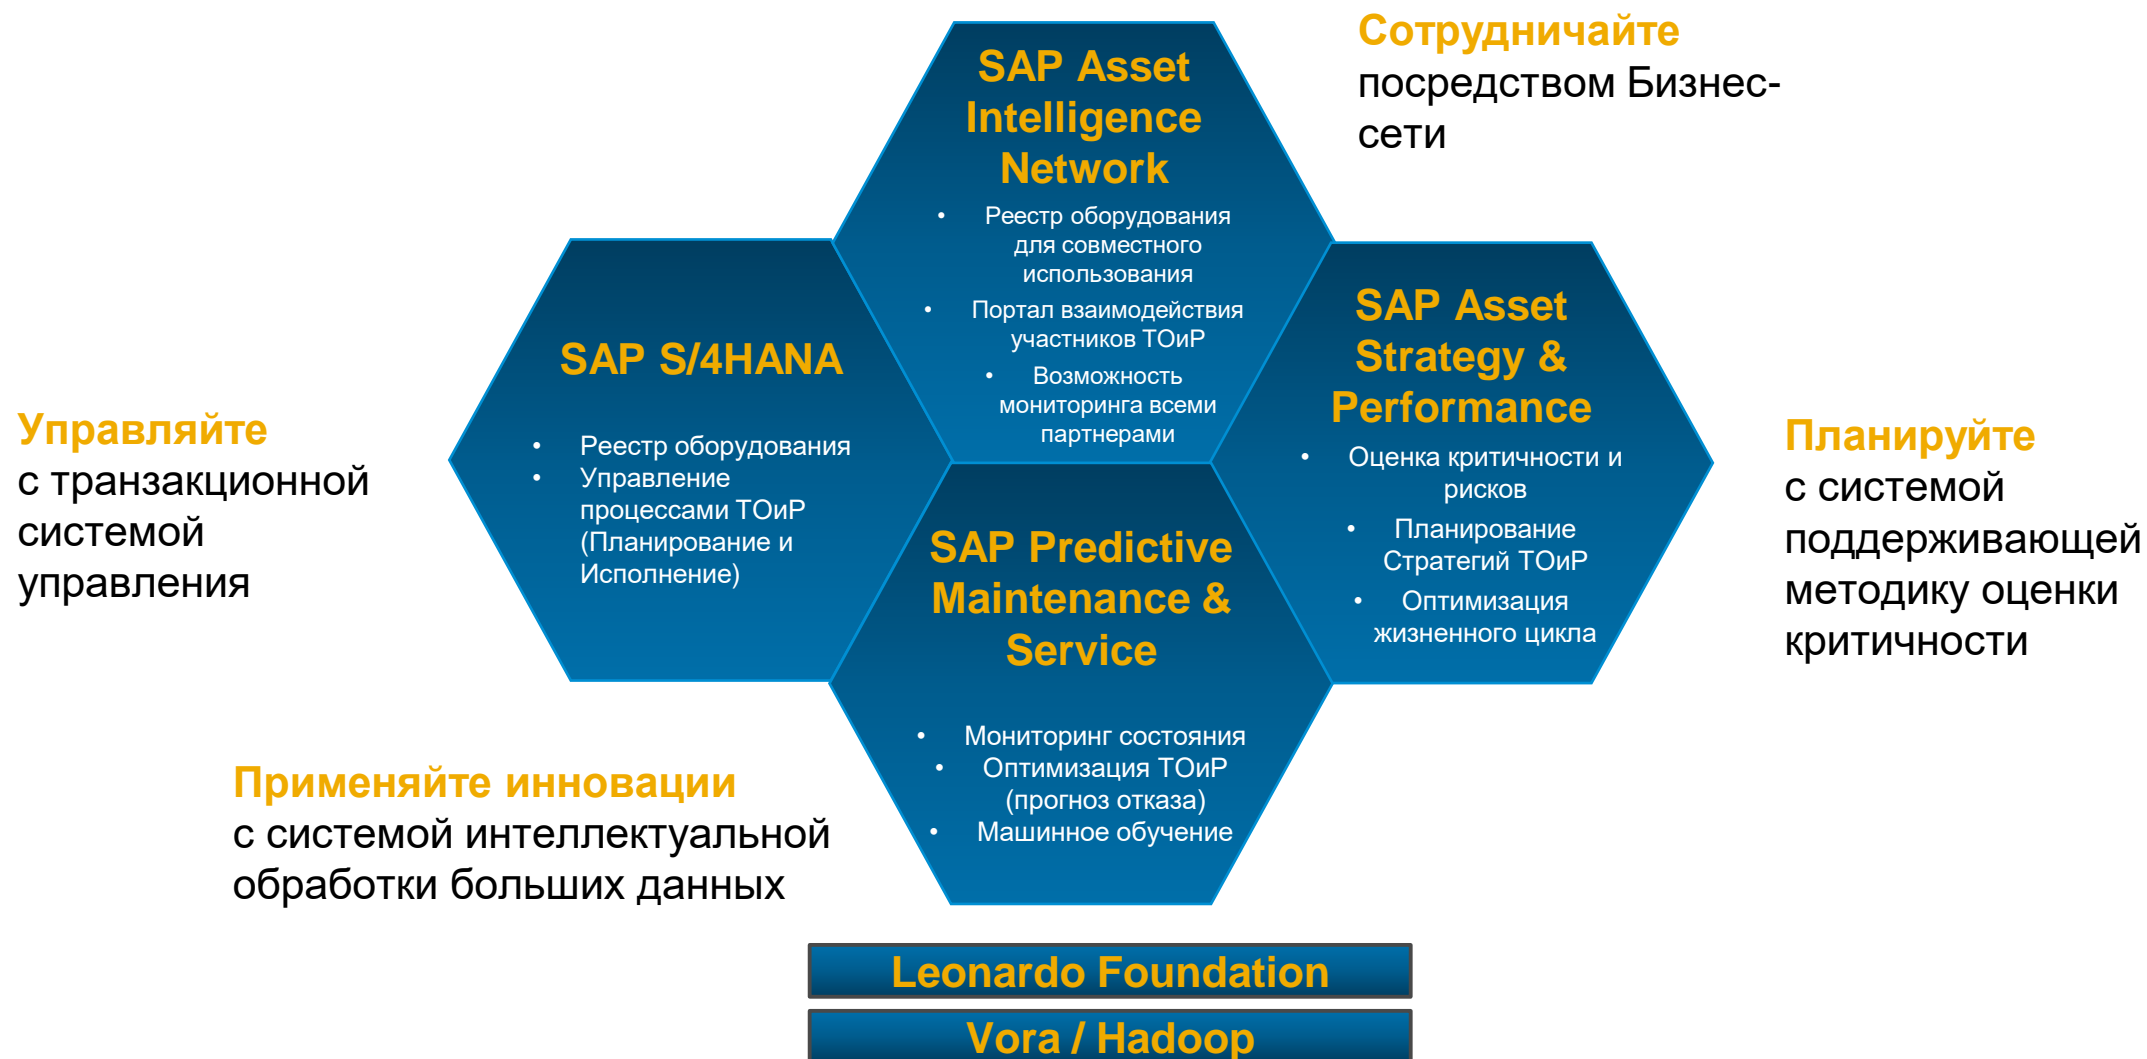 Сотрудничайте
посредством Бизнес-
сети
SAP Asset
Intelligence
Network
• Реестр оборудования
для совместного
использования
• Портал взаимодействия
участников ТОиР
• Возможность
мониторинга всеми
партнерами
SAP S/4HANA
• Реестр оборудования
• Управление
процессами ТОиР
(Планирование и
Исполнение)
Управляйте
с транзакционной
системой
управления
SAP Asset
Strategy &
Performance
• Оценка критичности и
рисков
• Планирование
Стратегий ТОиР
• Оптимизация
жизненного цикла
Планируйте
с системой
поддерживающей
методику оценки
критичности
SAP Predictive
Maintenance &
Service
• Мониторинг состояния
• Оптимизация ТОиР
(прогноз отказа)
• Машинное обучение
Применяйте инновации
с системой интеллектуальной
обработки больших данных
Leonardo Foundation
Vora / Hadoop